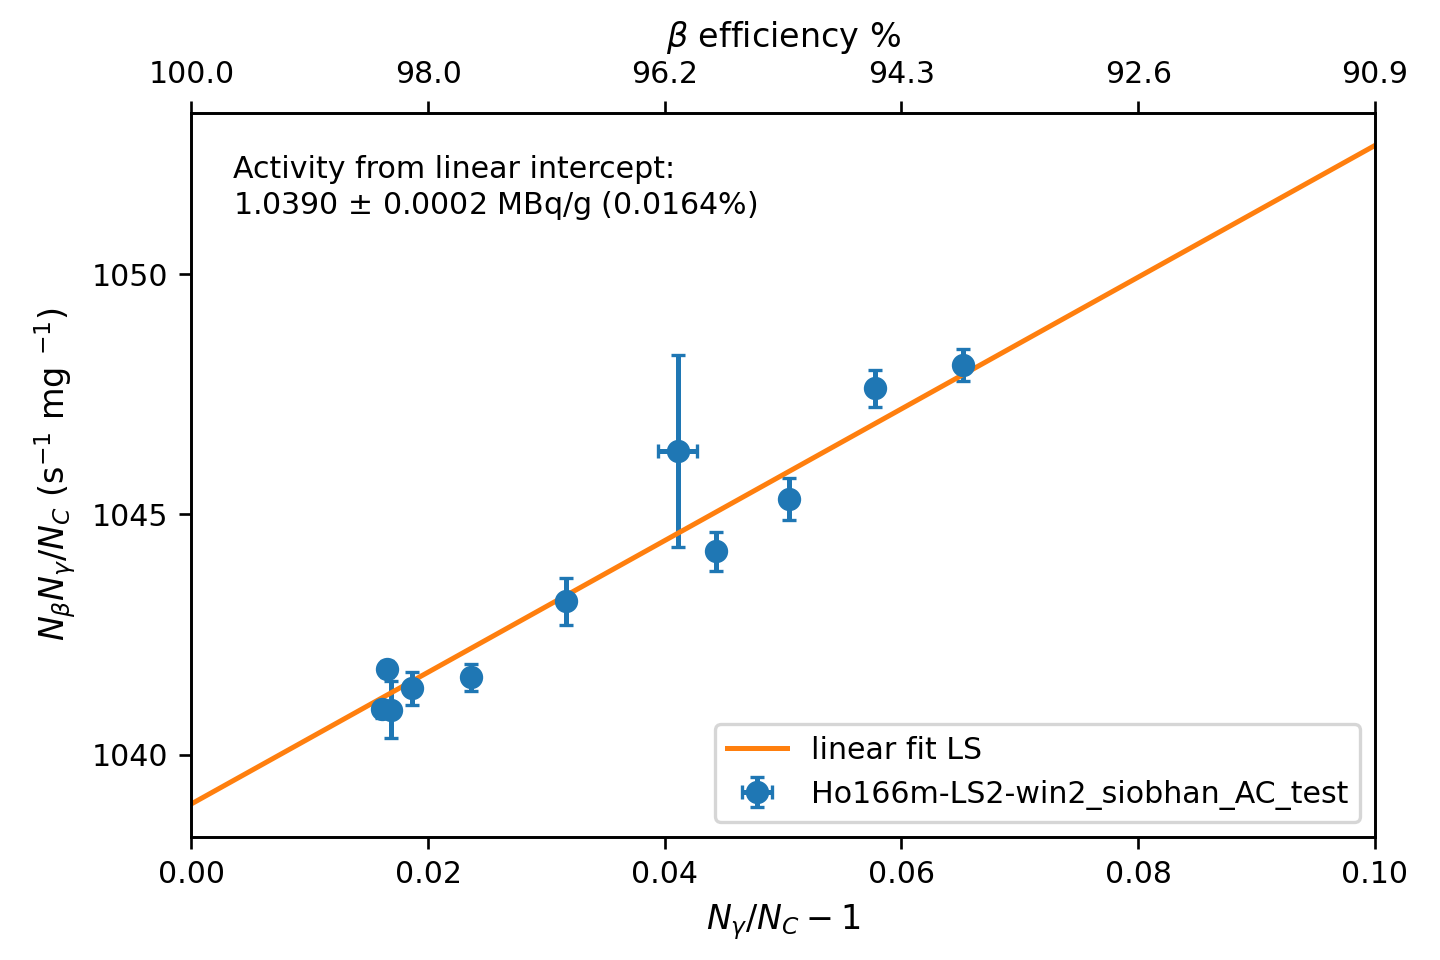 β efficiency %
100.0 98.0 96.2 94.3 92.6 90.9
Activity from linear intercept:
1.0390 ± 0.0002 MBq/g (0.0164%)
1050
1045
1040
NβNγ/NC (s⁻¹ mg ⁻¹)
linear fit LS
Ho166m-LS2-win2_siobhan_AC_test
0.00 0.02 0.04 0.06 0.08 0.10
Nγ/NC − 1